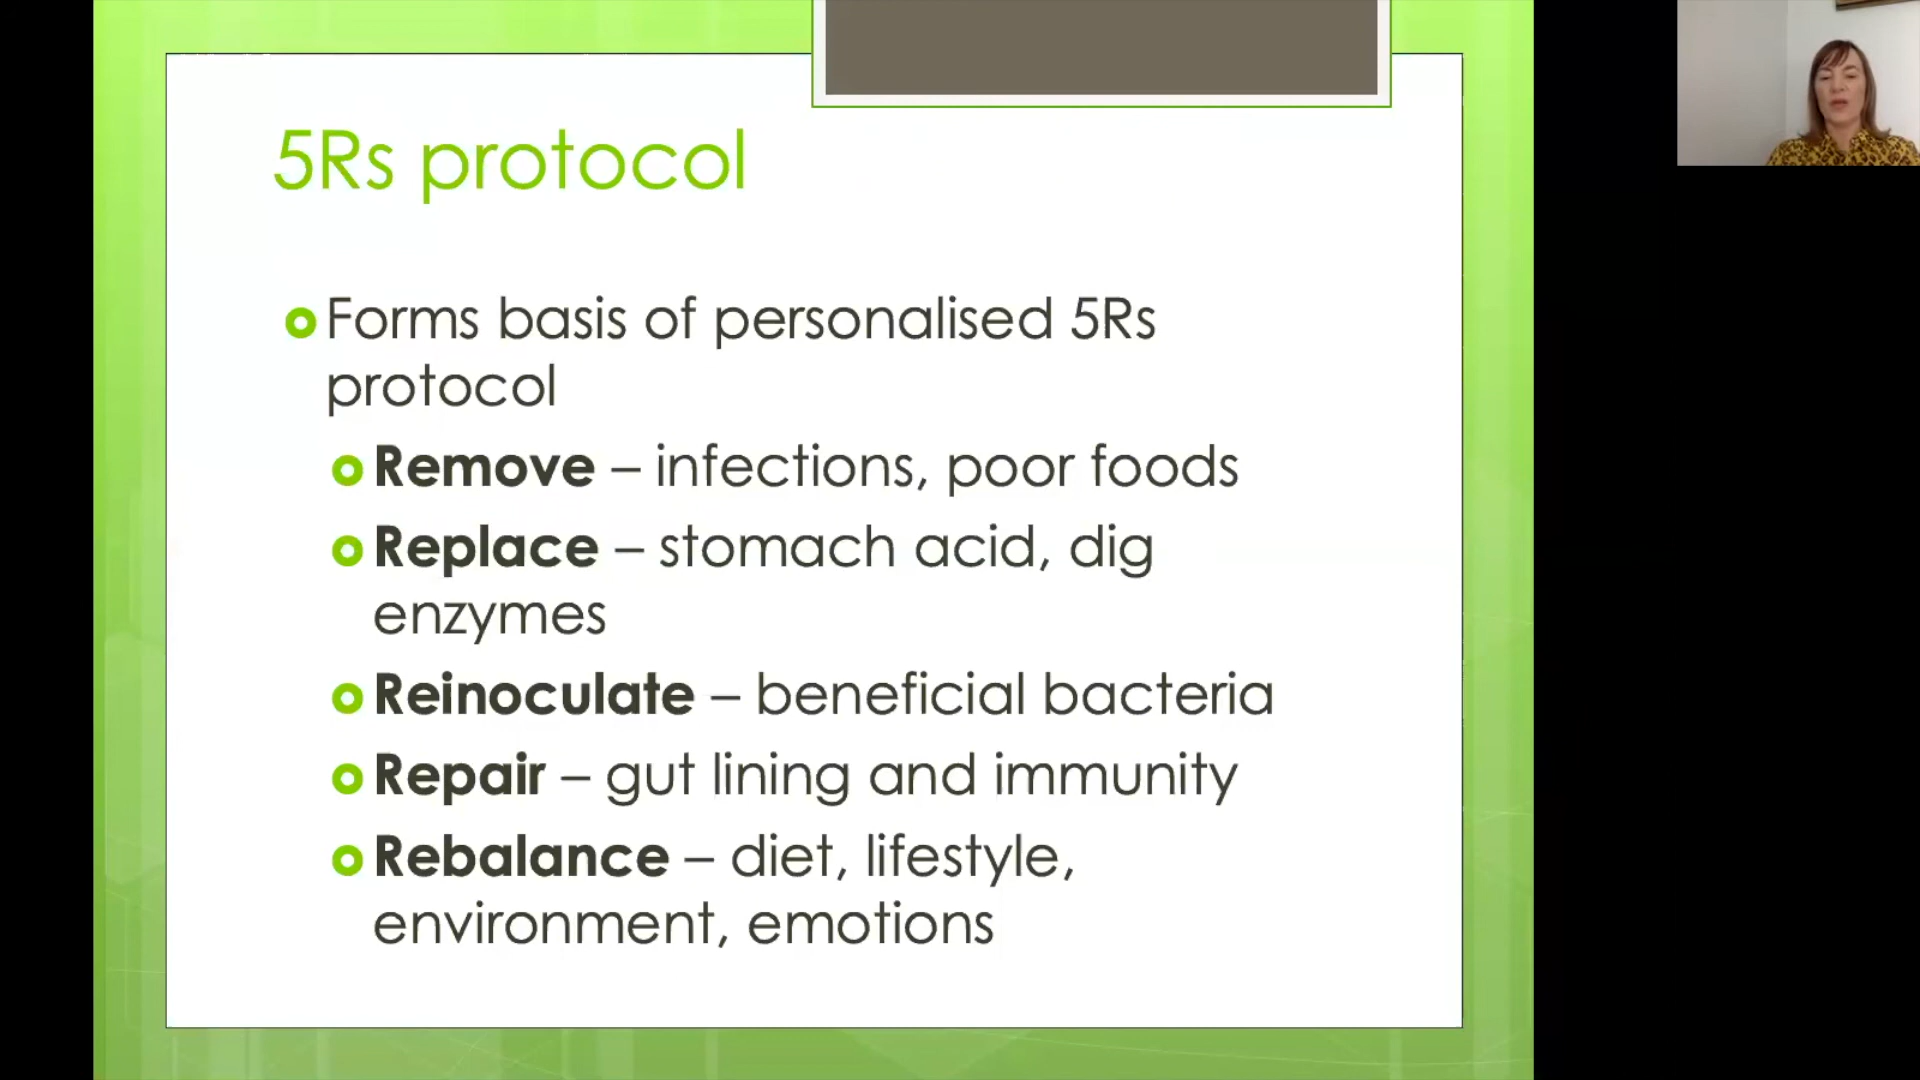 5Rs protocol
Forms basis of personalised 5Rs
protocol
Remove – infections, poor foods
Replace – stomach acid, dig
enzymes
Reinoculate – beneficial bacteria
Repair – gut lining and immunity
Rebalance – diet, lifestyle,
environment, emotions